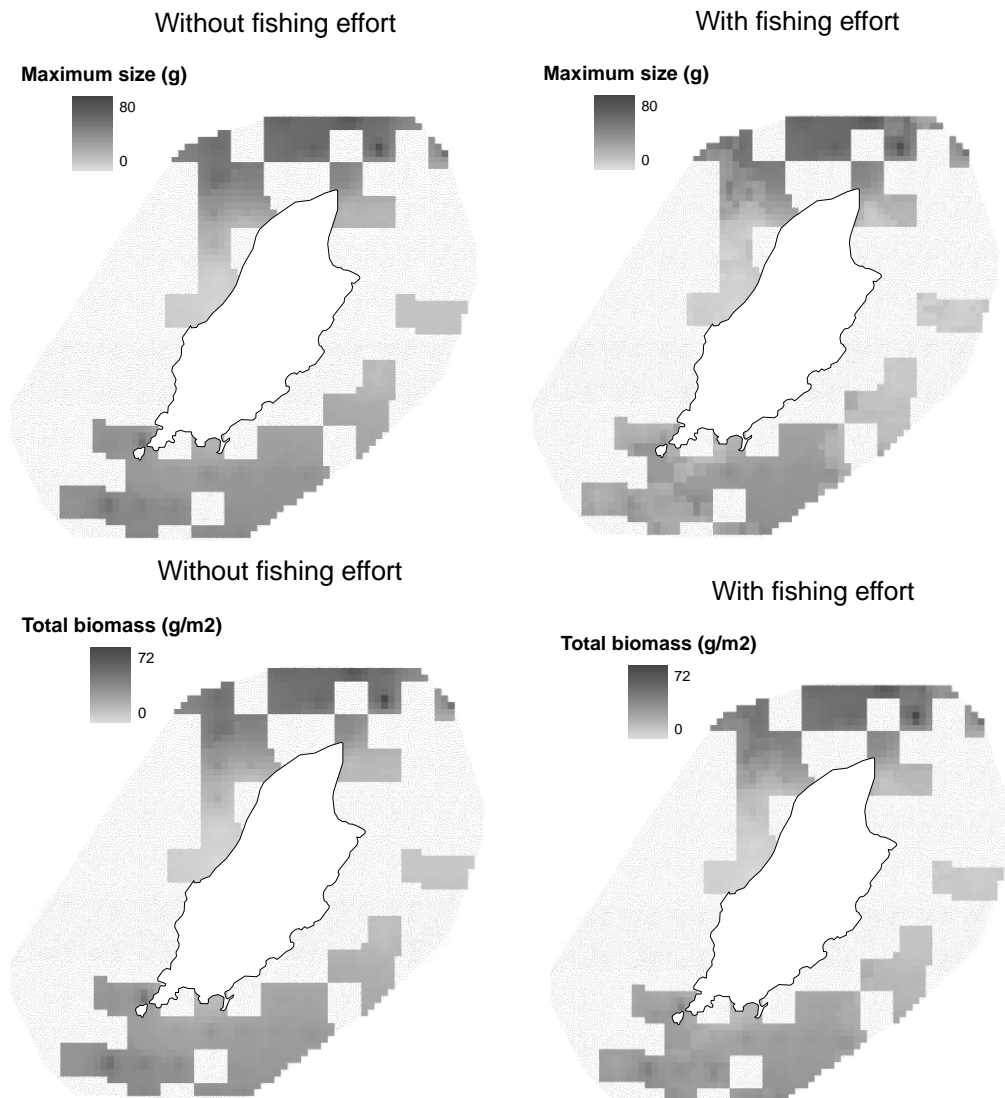 Without fishing effort
With fishing effort
Maximum size (g)
80
0
Maximum size (g)
80
0
Without fishing effort
With fishing effort
Total biomass (g/m2)
72
0
Total biomass (g/m2)
72
0